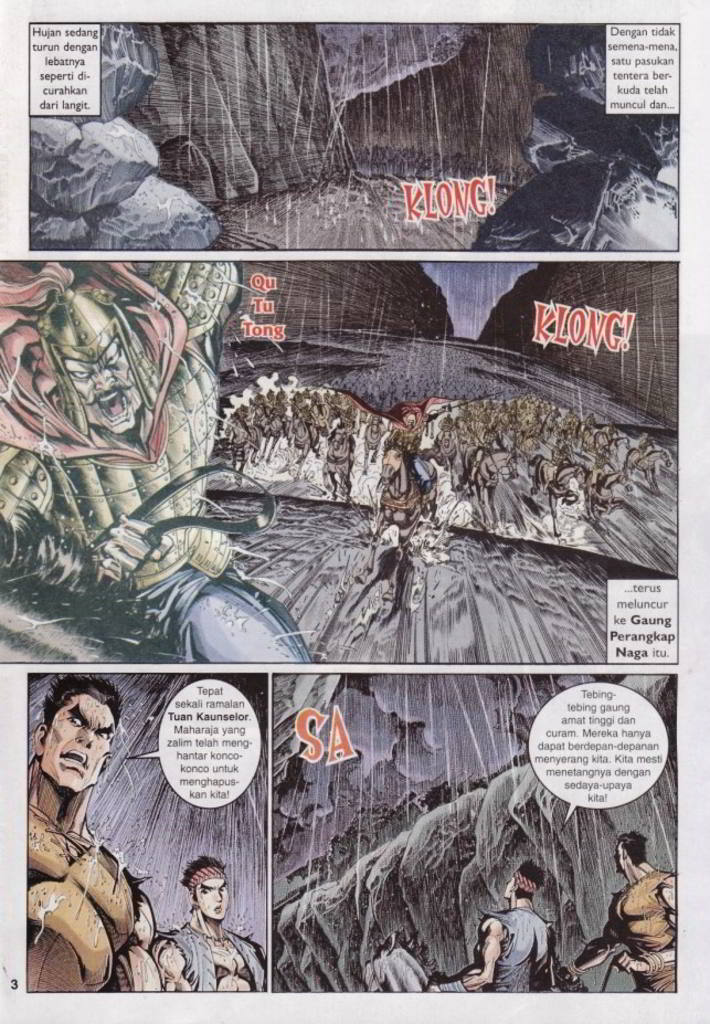 Hujan sedang
turun dengan
lebatnya
seperti di-
curahkan
dari langit.
Dengan tidak
semena-mena,
satu pasukan
tentera ber-
kuda telah
muncul dan...
KLONG!
Qu
Tu
Tong
KLONG!
...terus
meluncur
ke Gaung
Perangkap
Naga itu.
Tepat
sekali ramalan
Tuan Kaunselor.
Maharaja yang
zalim telah meng-
hantar konco-
konco untuk
menghapus-
kan kita!
SA
Tebing-
tebing gaung
amat tinggi dan
curam. Mereka hanya
dapat berdepan-depanan
menyerang kita. Kita mesti
menetangnya dengan
sedaya-upaya
kita!
3